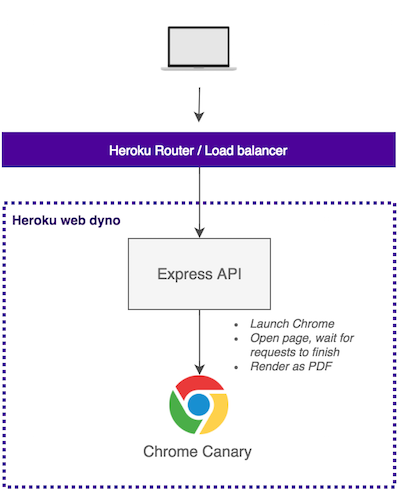 Heroku Router / Load balancer
Heroku web dyno
Express API
• Launch Chrome
• Open page, wait for
requests to finish
• Render as PDF
Chrome Canary